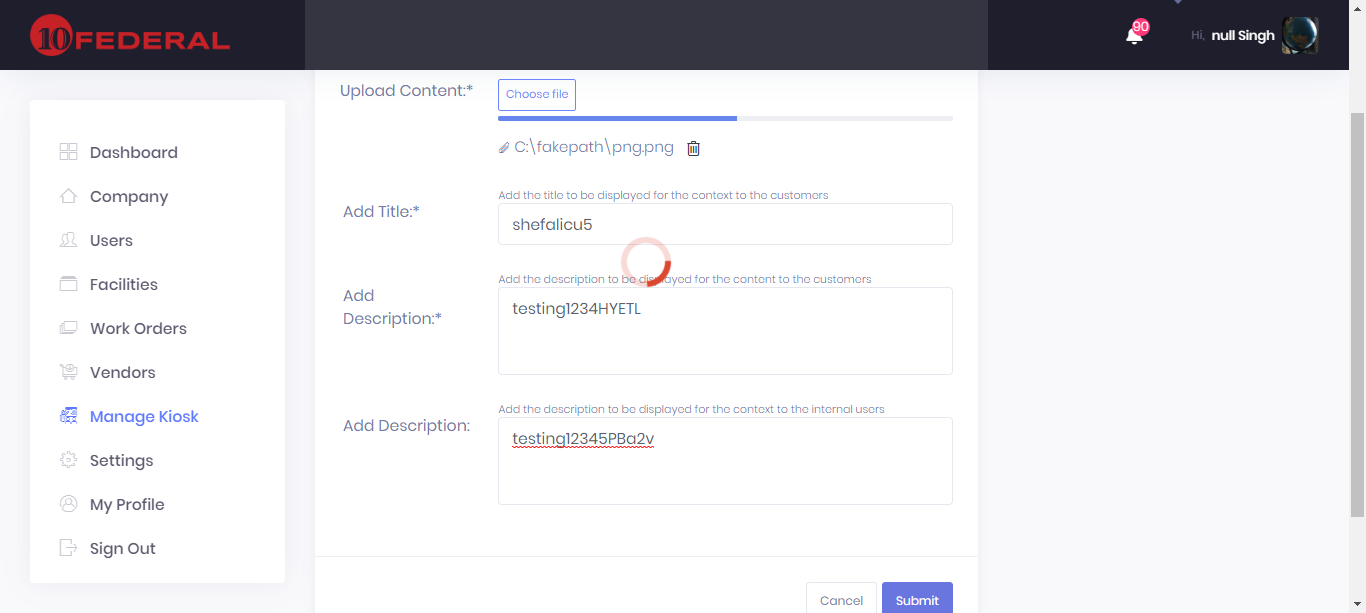 10 FEDERAL
90
Hi, null Singh
Dashboard
Company
Users
Facilities
Work Orders
Vendors
Manage Kiosk
Settings
My Profile
Sign Out
Upload Content:*
Choose file
C:\fakepath\png.png
Add the title to be displayed for the context to the customers
Add Title:*
shefalicu5
Add the description to be displayed for the content to the customers
Add
Description:*
testing1234HYETL
Add the description to be displayed for the context to the internal users
Add Description:
testing12345PBa2v
Cancel
Submit